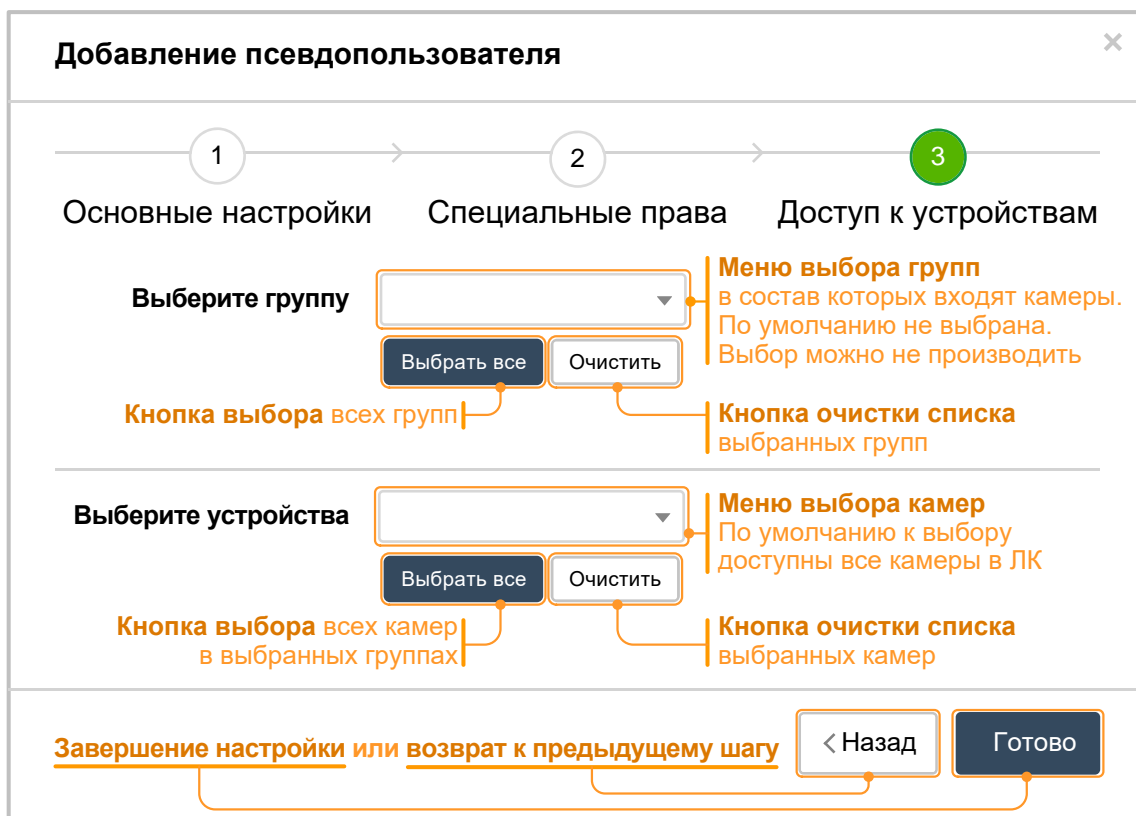 Добавление псевдопользователя
×
1
2
3
Основные настройки
Специальные права
Доступ к устройствам
Выберите группу
Меню выбора групп
в состав которых входят камеры.
По умолчанию не выбрана.
Выбор можно не производить
Выбрать все
Очистить
Кнопка выбора всех групп
Кнопка очистки списка
выбранных групп
Выберите устройства
Меню выбора камер
По умолчанию к выбору
доступны все камеры в ЛК
Выбрать все
Очистить
Кнопка выбора всех камер
в выбранных группах
Кнопка очистки списка
выбранных камер
Завершение настройки или возврат к предыдущему шагу
Назад
Готово